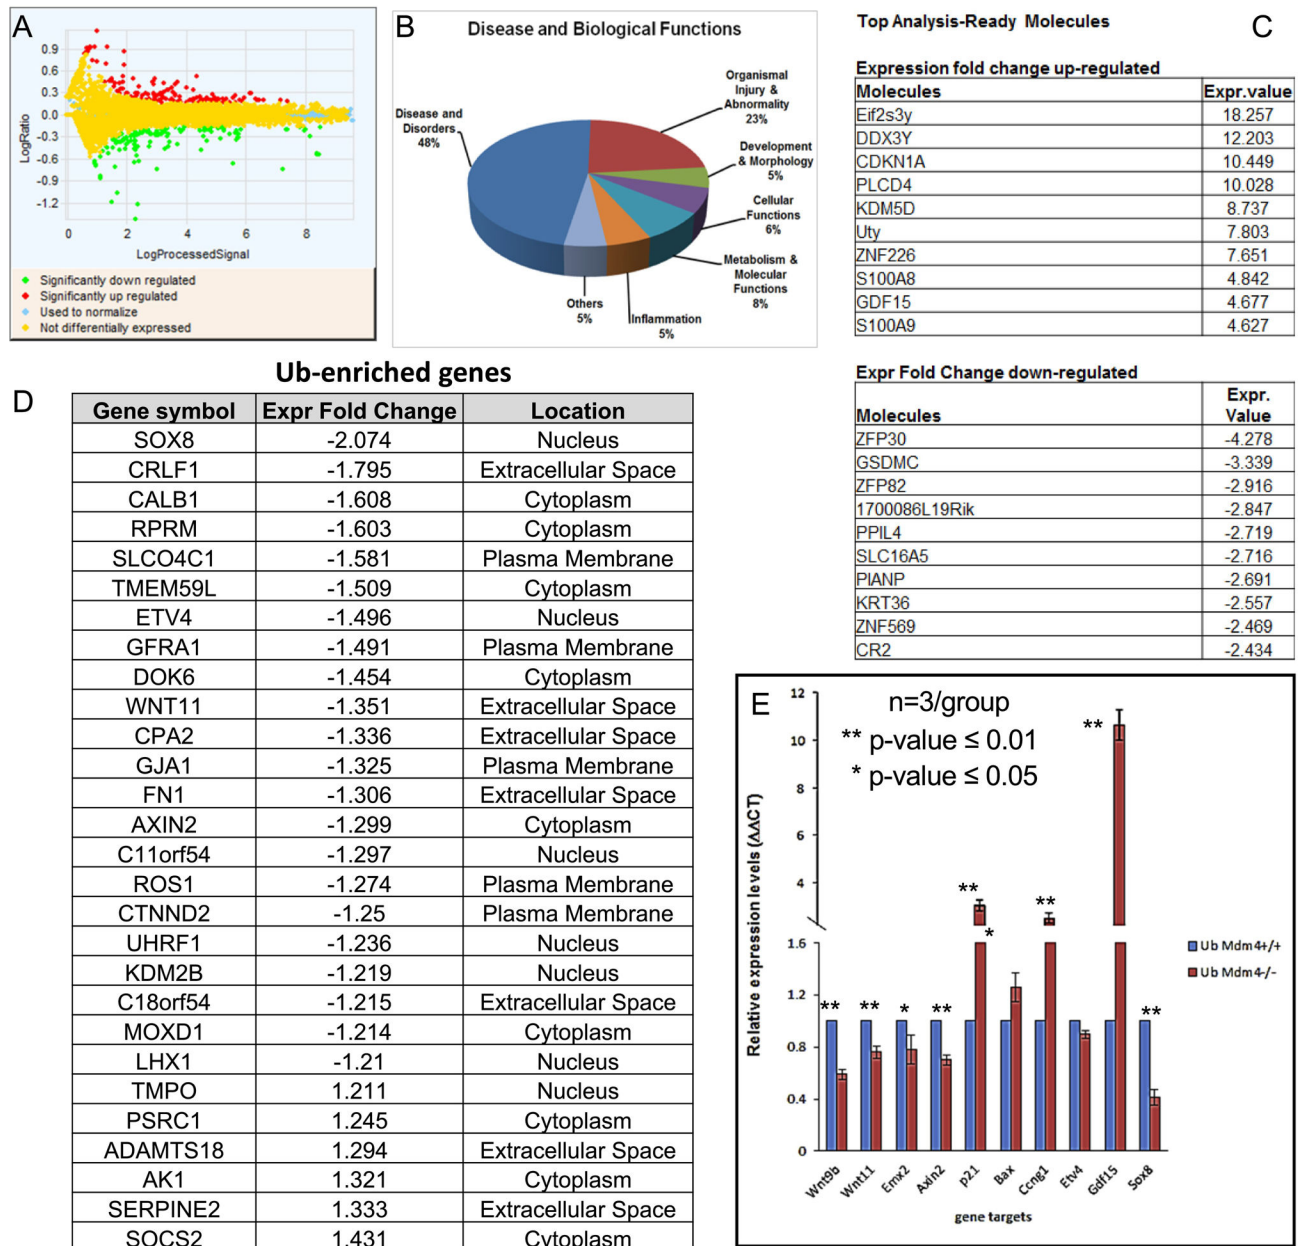 A
0.9
0.6
0.3
0.0
-0.3
-0.6
-0.9
-1.2
LogRatio
0 2 4 6 8
LogProcessedSignal
Significantly down regulated
Significantly up regulated
Used to normalize
Not differentially expressed
B
Disease and Biological Functions
Organismal
Injury &
Abnormality
23%
Disease and
Disorders
48%
Development
& Morphology
5%
Cellular
Functions
6%
Metabolism &
Molecular
Functions
8%
Others
5%
Inflammation
5%
Top Analysis-Ready Molecules
C
Expression fold change up-regulated
Molecules Expr.value
Eif2s3y 18.257
DDX3Y 12.203
CDKN1A 10.449
PLCD4 10.028
KDM5D 8.737
Uty 7.803
ZNF226 7.651
S100A8 4.842
GDF15 4.677
S100A9 4.627
Expr Fold Change down-regulated
Molecules Expr. Value
ZFP30 -4.278
GSDMC -3.339
ZFP82 -2.916
1700086L19Rik -2.847
PPIL4 -2.719
SLC16A5 -2.716
PIANP -2.691
KRT36 -2.557
ZNF569 -2.469
CR2 -2.434
Ub-enriched genes
D
Gene symbol Expr Fold Change Location
SOX8 -2.074 Nucleus
CRLF1 -1.795 Extracellular Space
CALB1 -1.608 Cytoplasm
RPRM -1.603 Cytoplasm
SLCO4C1 -1.581 Plasma Membrane
TMEM59L -1.509 Cytoplasm
ETV4 -1.496 Nucleus
GFRA1 -1.491 Plasma Membrane
DOK6 -1.454 Cytoplasm
WNT11 -1.351 Extracellular Space
CPA2 -1.336 Extracellular Space
GJA1 -1.325 Plasma Membrane
FN1 -1.306 Extracellular Space
AXIN2 -1.299 Cytoplasm
C11orf54 -1.297 Nucleus
ROS1 -1.274 Plasma Membrane
CTNND2 -1.25 Plasma Membrane
UHRF1 -1.236 Nucleus
KDM2B -1.219 Nucleus
C18orf54 -1.215 Extracellular Space
MOXD1 -1.214 Cytoplasm
LHX1 -1.21 Nucleus
TMPO 1.211 Nucleus
PSRC1 1.245 Cytoplasm
ADAMTS18 1.294 Extracellular Space
AK1 1.321 Cytoplasm
SERPINE2 1.333 Extracellular Space
SOCS2 1.431 Cytoplasm
E
n=3/group
** p-value ≤ 0.01
* p-value ≤ 0.05
12
10
8
6
4
1.6
1.2
0.8
0.4
0
Relative expression levels (ΔΔCT)
** ** * ** ** * ** ** **
Ub Mdm4+/+
Ub Mdm4-/-
Wnt9b Wnt11 Emx2 Axin2 p21 Bax Ccng1 Etv4 Gdf15 Sox8
gene targets